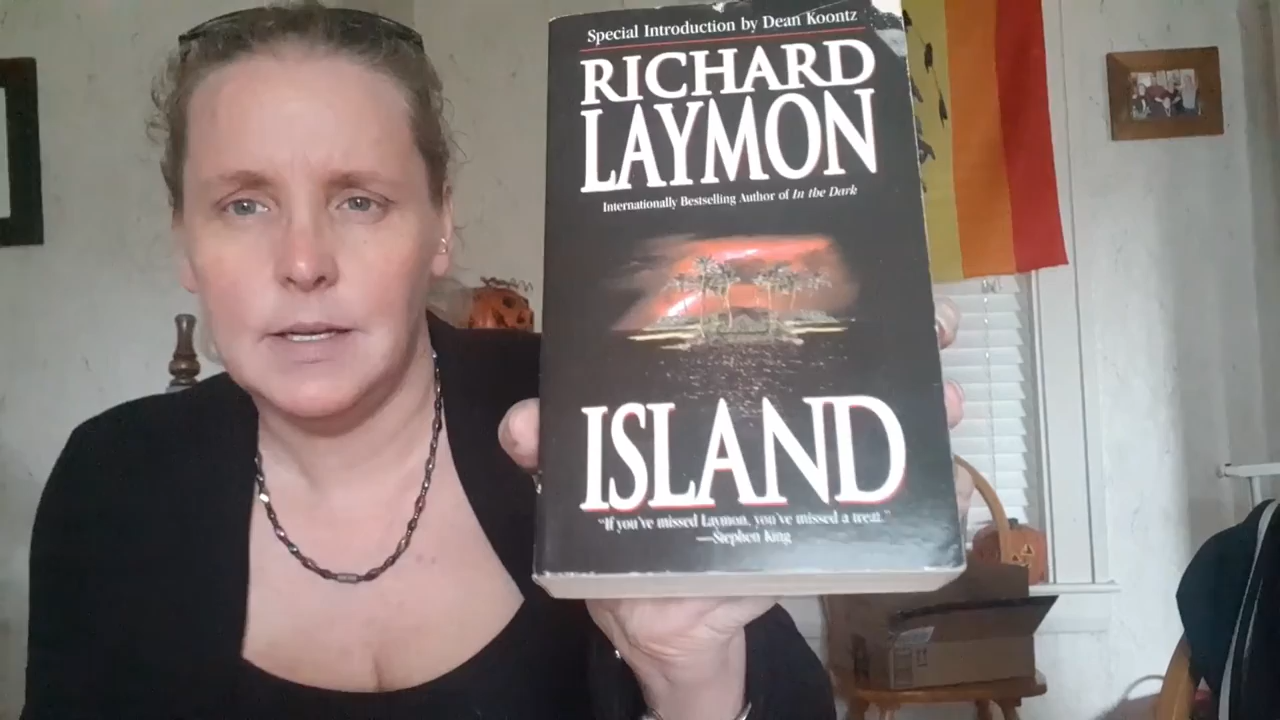 Special Introduction by Dean Koontz
RICHARD
LAYMON
Internationally Bestselling Author of In the Dark
ISLAND
"If you've missed Laymon, you've missed a treat."
—Stephen King